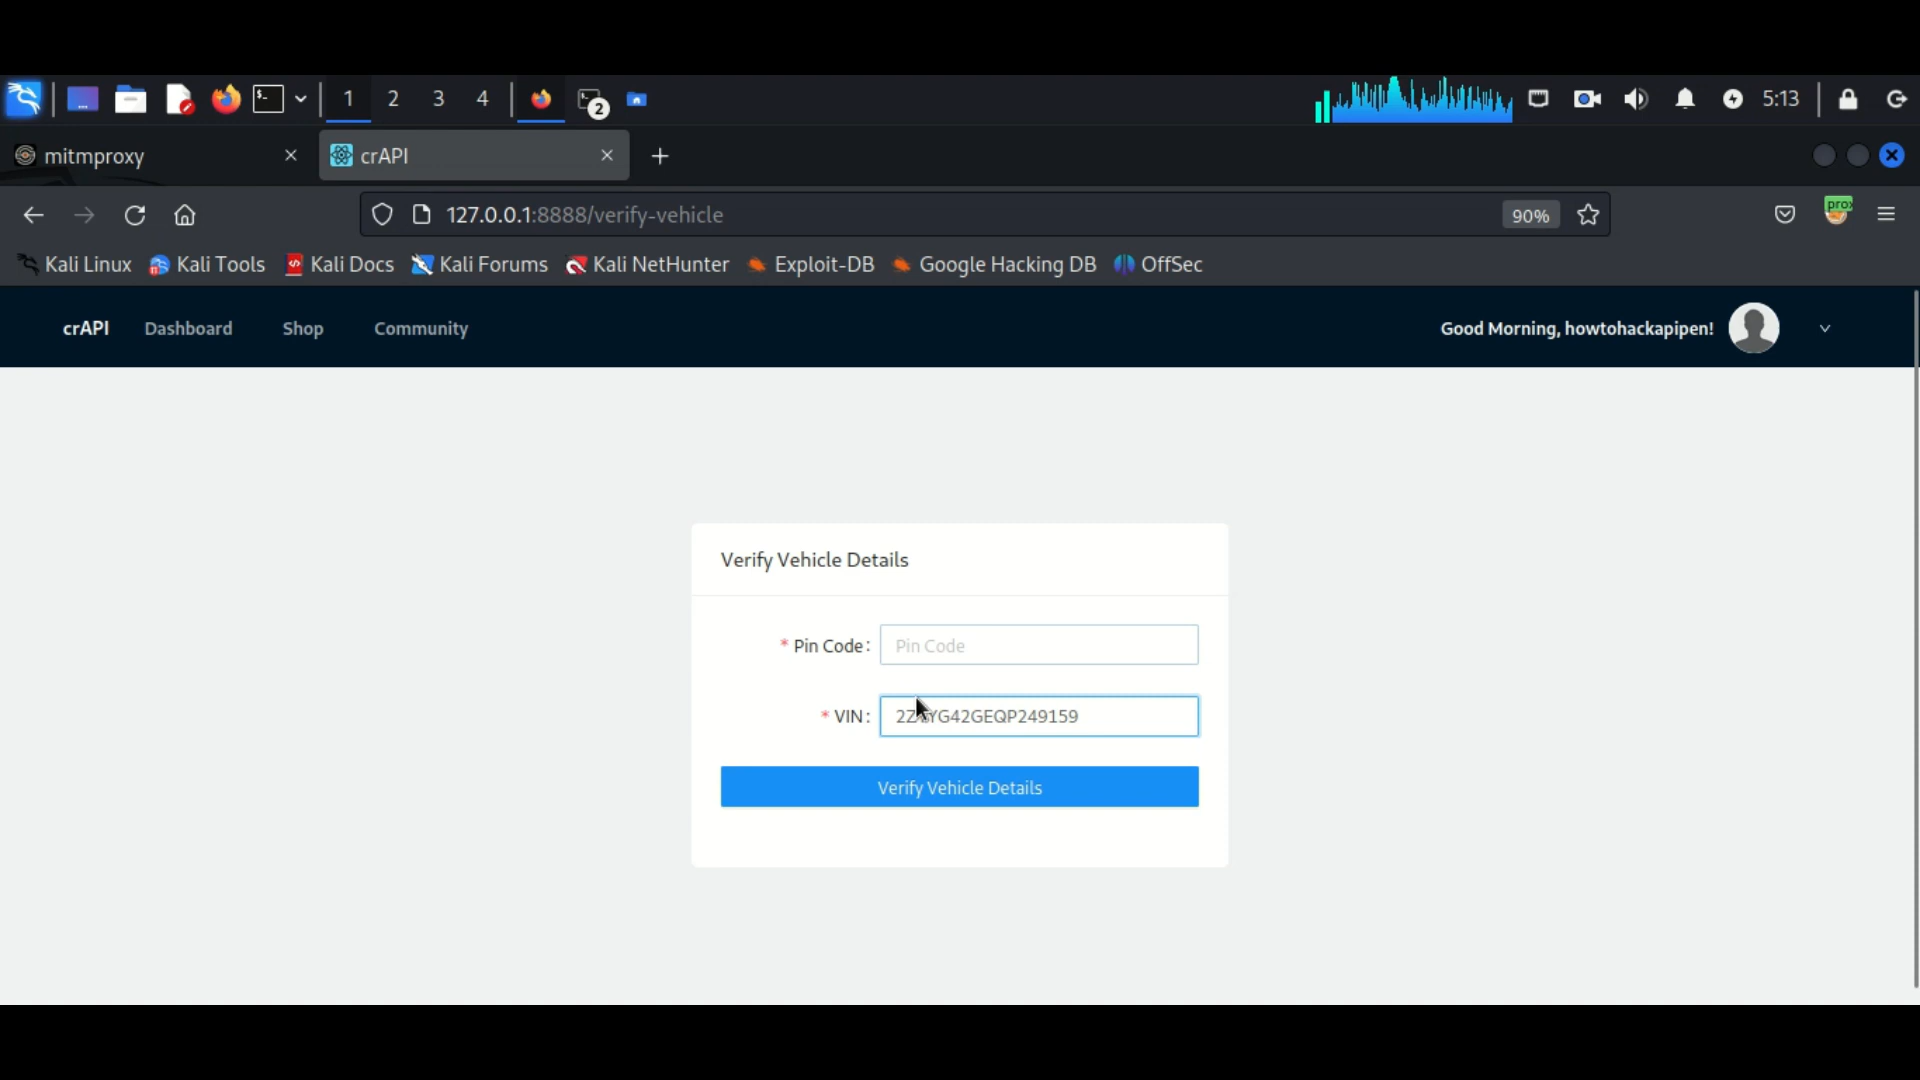 1 2 3 4 2 5:13
mitmproxy crAPI
127.0.0.1:8888/verify-vehicle 90% prox
Kali Linux Kali Tools Kali Docs Kali Forums Kali NetHunter Exploit-DB Google Hacking DB OffSec
crAPI Dashboard Shop Community Good Morning, howtohackapipen!
Verify Vehicle Details
* Pin Code: Pin Code
* VIN:
Verify Vehicle Details